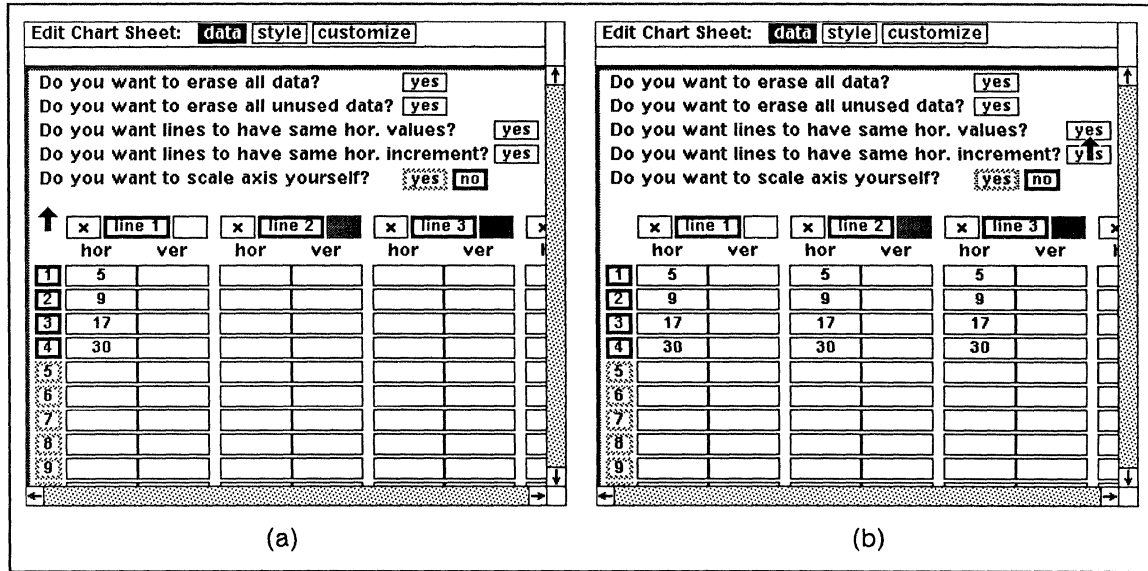 Edit Chart Sheet: data style customize
Do you want to erase all data? yes
Do you want to erase all unused data? yes
Do you want lines to have same hor. values? yes
Do you want lines to have same hor. increment? yes
Do you want to scale axis yourself? yes no
x line 1 x line 2 x line 3
hor ver hor ver hor ver
1 5
2 9
3 17
4 30
5
6
7
8
9
(a)
Edit Chart Sheet: data style customize
Do you want to erase all data? yes
Do you want to erase all unused data? yes
Do you want lines to have same hor. values? yes
Do you want lines to have same hor. increment? yes
Do you want to scale axis yourself? yes no
x line 1 x line 2 x line 3
hor ver hor ver hor ver
1 5 5 5
2 9 9 9
3 17 17 17
4 30 30 30
5
6
7
8
9
(b)